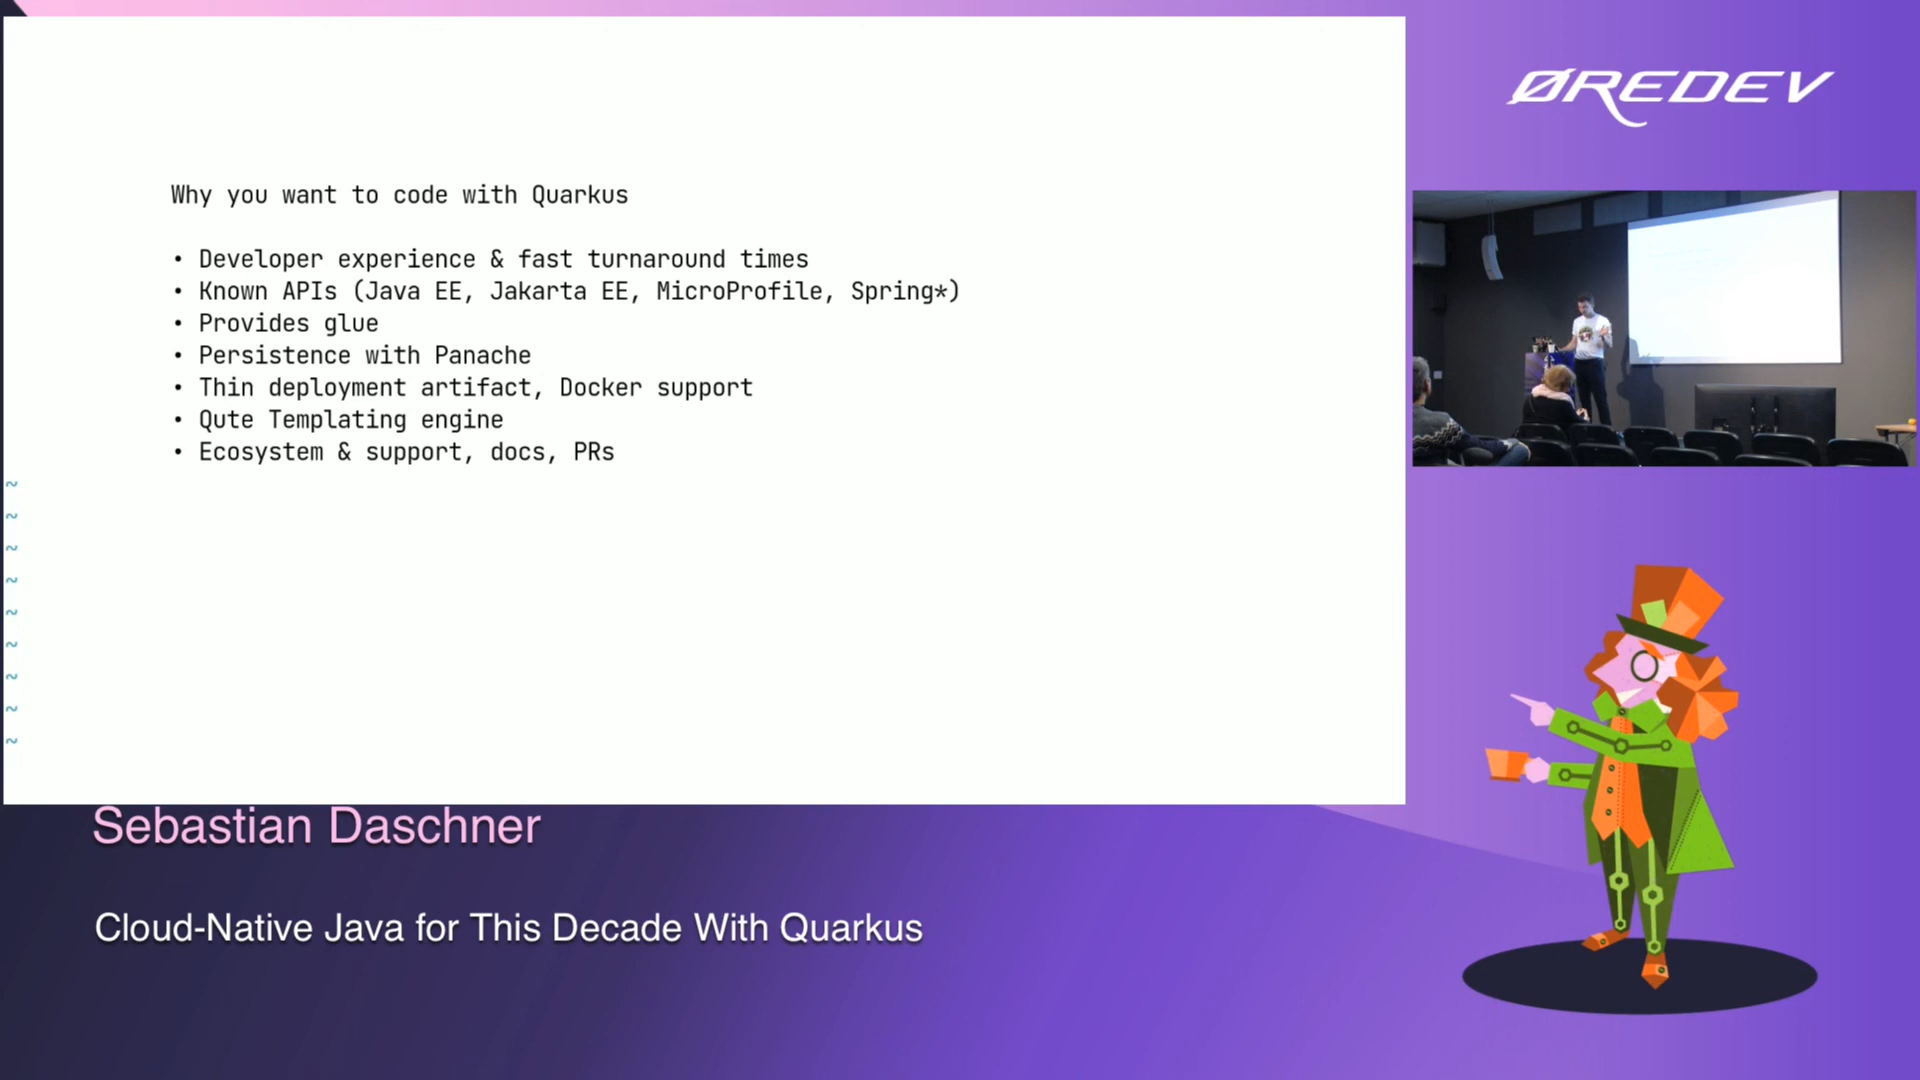 ØREDEV
Why you want to code with Quarkus
• Developer experience & fast turnaround times
• Known APIs (Java EE, Jakarta EE, MicroProfile, Spring*)
• Provides glue
• Persistence with Panache
• Thin deployment artifact, Docker support
• Qute Templating engine
• Ecosystem & support, docs, PRs
~
~
~
~
~
~
~
~
~
Sebastian Daschner
Cloud-Native Java for This Decade With Quarkus